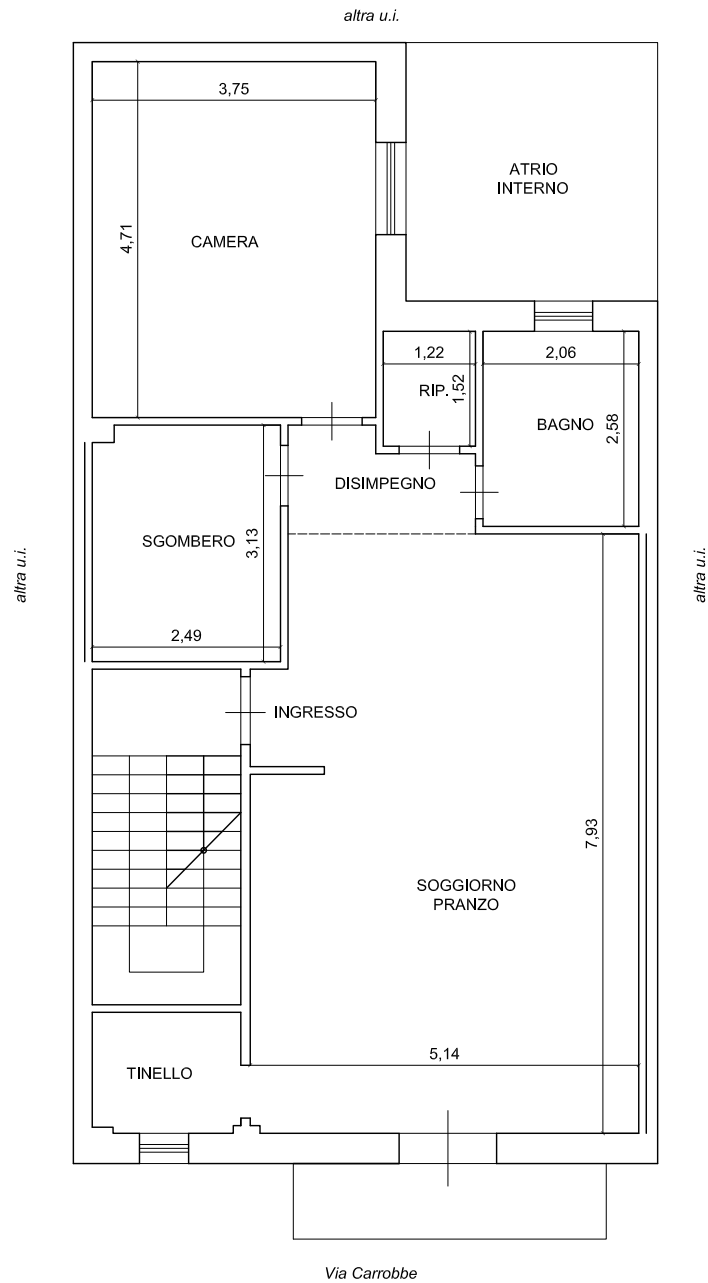 altra u.i.
3,75
ATRIO
INTERNO
4,71
CAMERA
1,22
2,06
RIP.
1,52
BAGNO
2,58
DISIMPEGNO
SGOMBERO
3,13
altra u.i.
altra u.i.
2,49
INGRESSO
7,93
SOGGIORNO
PRANZO
5,14
TINELLO
Via Carrobbe